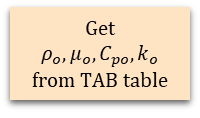 Get
ρₒ, μₒ, Cₚₒ, kₒ
from TAB table